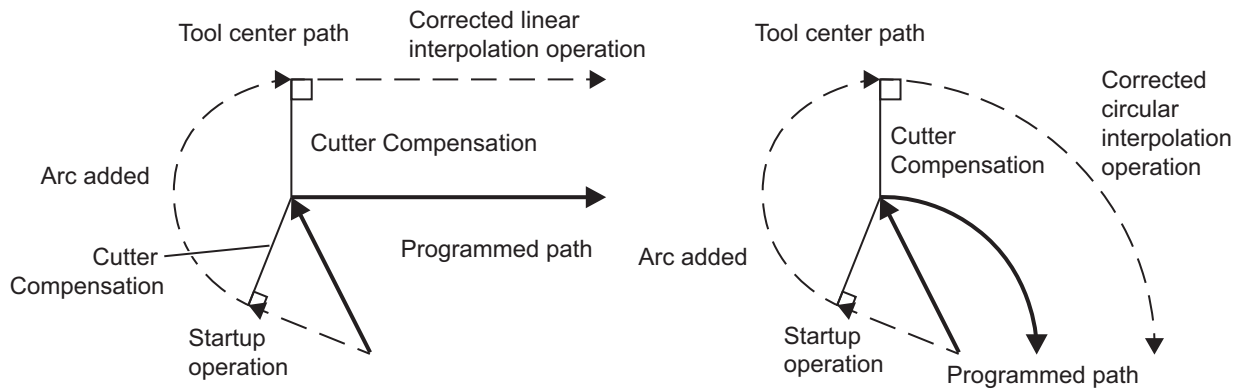 Tool center path
Corrected linear
interpolation operation
Cutter Compensation
Arc added
Programmed path
Cutter
Compensation
Startup
operation
Tool center path
Corrected
circular
interpolation
operation
Cutter
Compensation
Arc added
Startup
operation
Programmed path